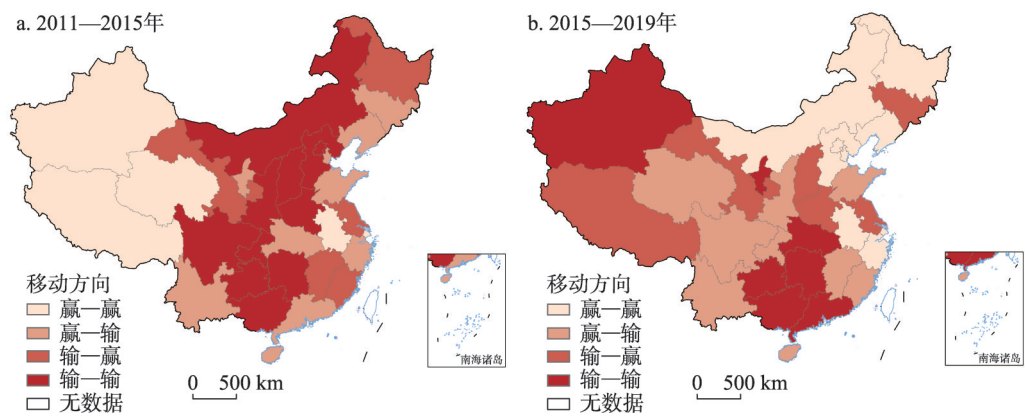 a. 2011—2015年
移动方向
赢—赢
赢—输
输—赢
输—输
无数据
0 500 km
南海诸岛
b. 2015—2019年
移动方向
赢—赢
赢—输
输—赢
输—输
无数据
0 500 km
南海诸岛